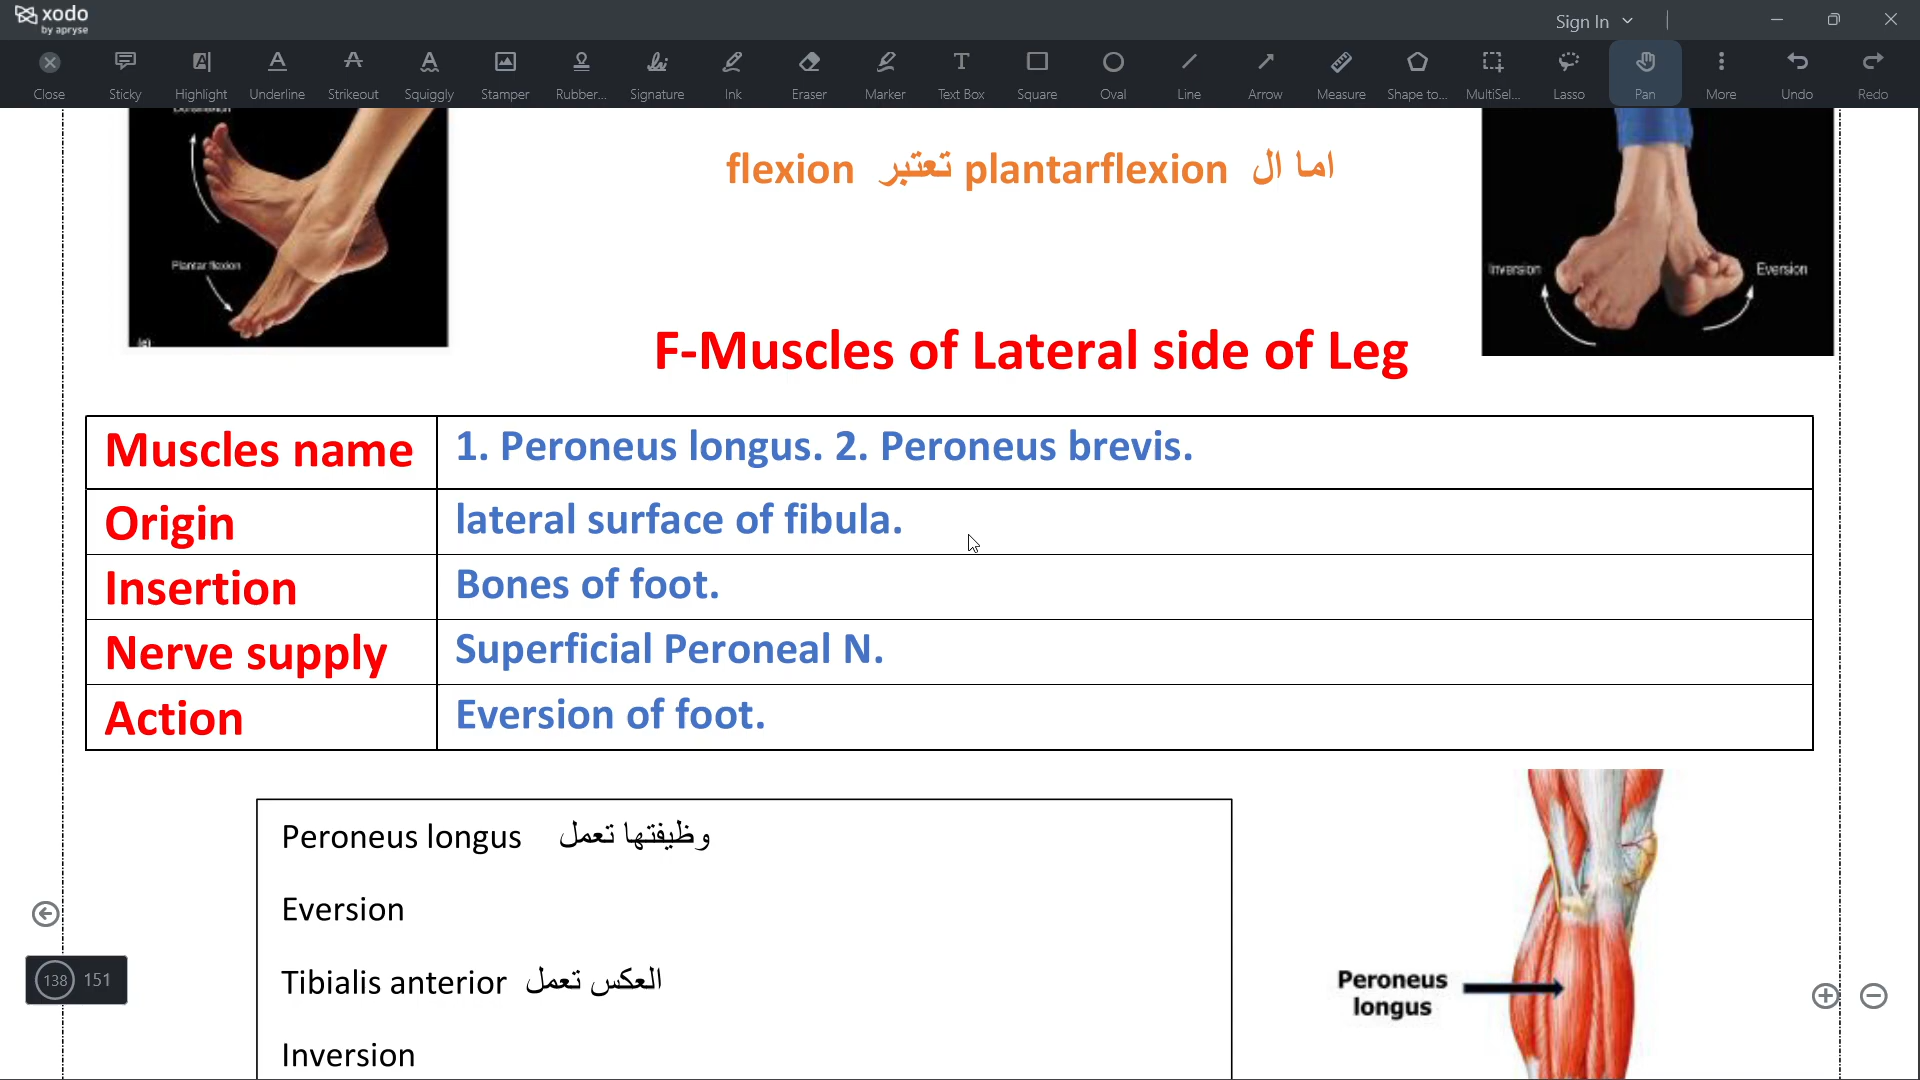 xodo
by apryse
Sign In
Close
Sticky
Highlight
Underline
Strikeout
Squiggly
Stamper
Rubber...
Signature
Ink
Eraser
Marker
Text Box
Square
Oval
Line
Arrow
Measure
Shape to...
MultiSel...
Lasso
Pan
More
Undo
Redo
Plantar flexion
اما ال plantarflexion تعتبر flexion
Inversion
Eversion
F-Muscles of Lateral side of Leg
Muscles name 1. Peroneus longus. 2. Peroneus brevis.
Origin lateral surface of fibula.
Insertion Bones of foot.
Nerve supply Superficial Peroneal N.
Action Eversion of foot.
Peroneus longus وظيفتها تعمل
Eversion
Tibialis anterior العكس تعمل
Inversion
Peroneus
longus
138 151